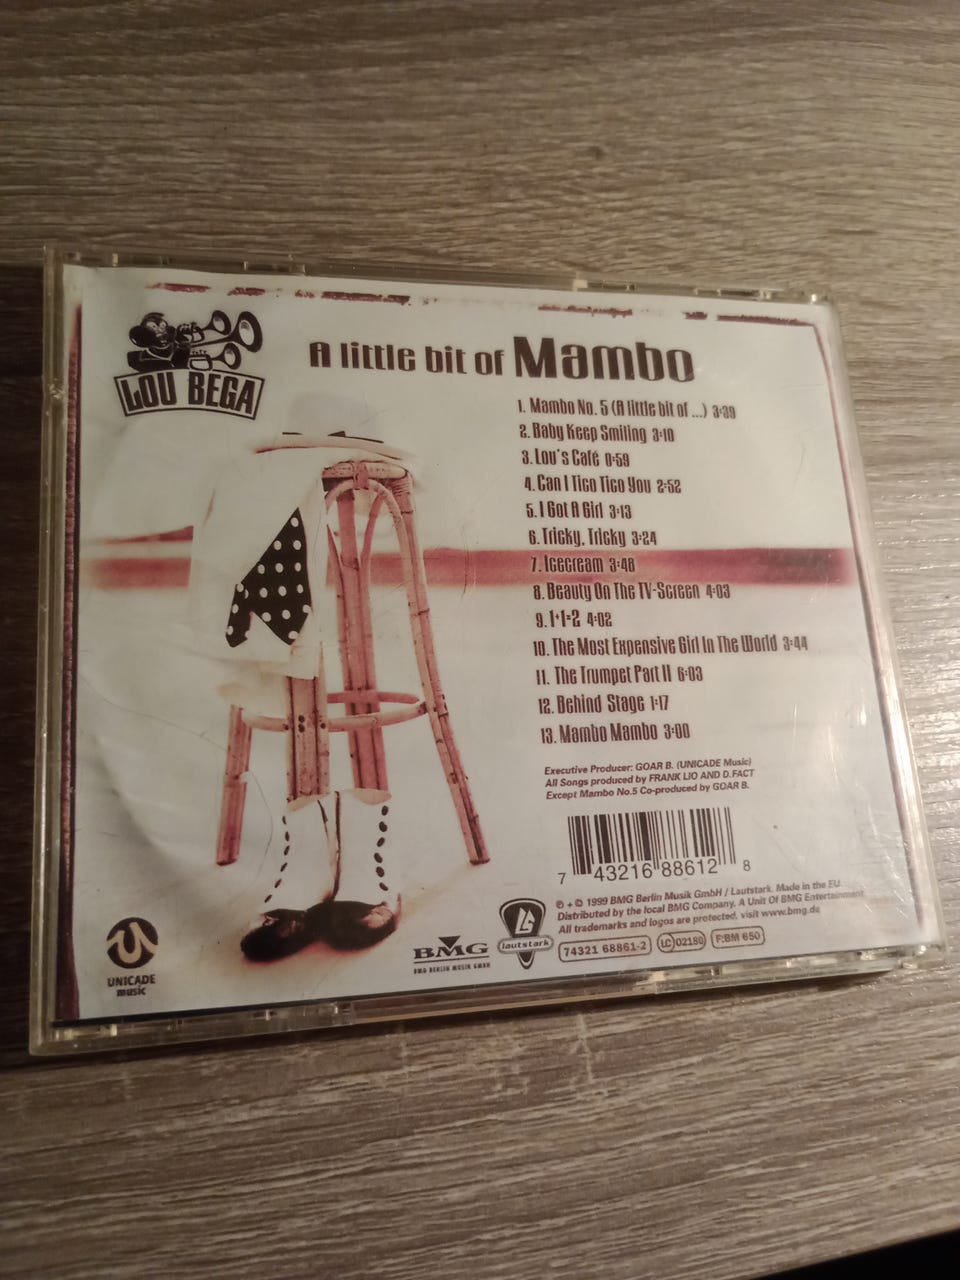 LOU BEGA
A little bit of Mambo
1. Mambo No. 5 (A little bit of ...) 3:39
2. Baby Keep Smiling 3:10
3. Lou's Café 0:59
4. Can I Tico Tico You 2:52
5. I Got A Girl 3:13
6. Tricky, Tricky 3:24
7. Icecream 3:48
8. Beauty On The TV-Screen 4:03
9. 1+1=2 4:02
10. The Most Expensive Girl In The World 3:44
11. The Trumpet Part II 6:03
12. Behind Stage 1:17
13. Mambo Mambo 3:00
Executive Producer: GOAR B. (UNICADE Music)
All Songs produced by FRANK LIO AND D.FACT
Except Mambo No.5 Co-produced by GOAR B.
7 43216 88612 8
℗ + © 1999 BMG Berlin Musik GmbH / Lautstark. Made in the EU.
Distributed by the local BMG Company. A Unit Of BMG Entertainment
All trademarks and logos are protected. visit www.bmg.de
74321 68861-2 LC 02180 F:BM 650
UNICADE
music
BMG
BMG BERLIN MUSIK GMBH
lautstark